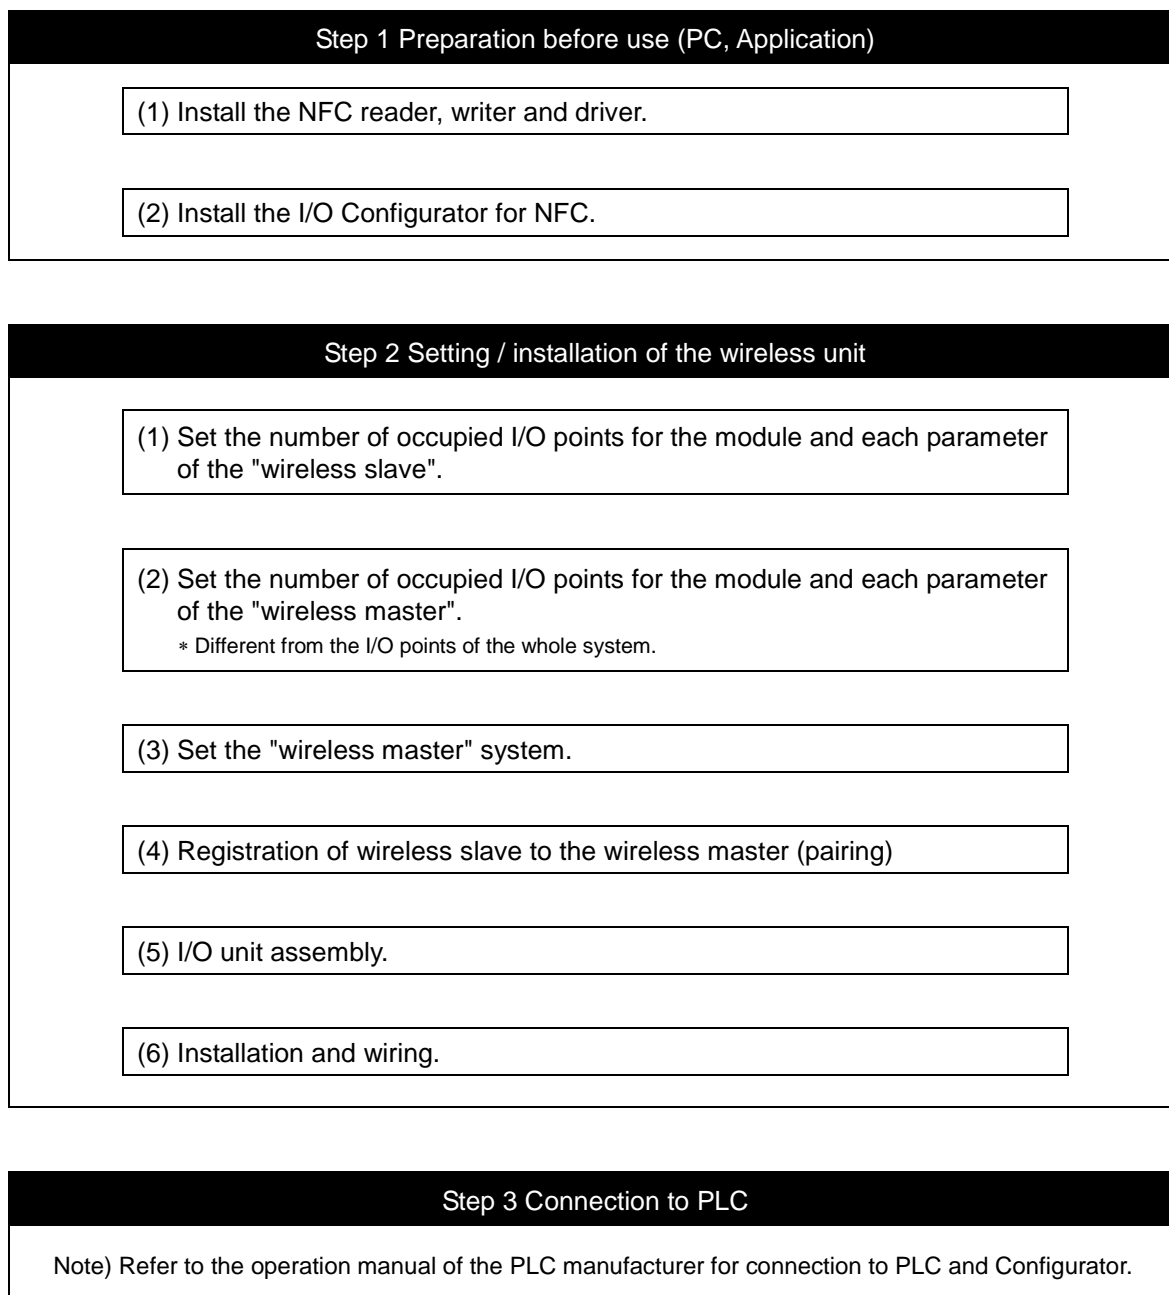 Step 1 Preparation before use (PC, Application)
(1) Install the NFC reader, writer and driver.
(2) Install the I/O Configurator for NFC.
Step 2 Setting / installation of the wireless unit
(1) Set the number of occupied I/O points for the module and each parameter
of the "wireless slave".
(2) Set the number of occupied I/O points for the module and each parameter
of the "wireless master".
* Different from the I/O points of the whole system.
(3) Set the "wireless master" system.
(4) Registration of wireless slave to the wireless master (pairing)
(5) I/O unit assembly.
(6) Installation and wiring.
Step 3 Connection to PLC
Note) Refer to the operation manual of the PLC manufacturer for connection to PLC and Configurator.